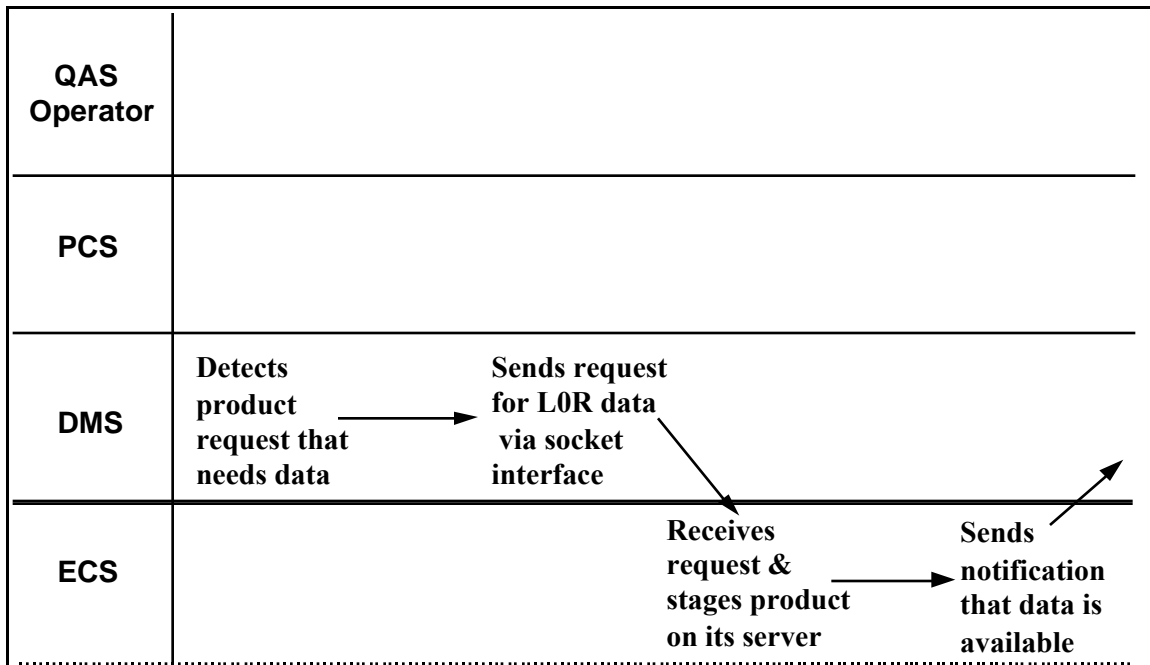 QAS
Operator
PCS
DMS
Detects
product
request that
needs data
Sends request
for L0R data
via socket
interface
ECS
Receives
request &
stages product
on its server
Sends
notification
that data is
available